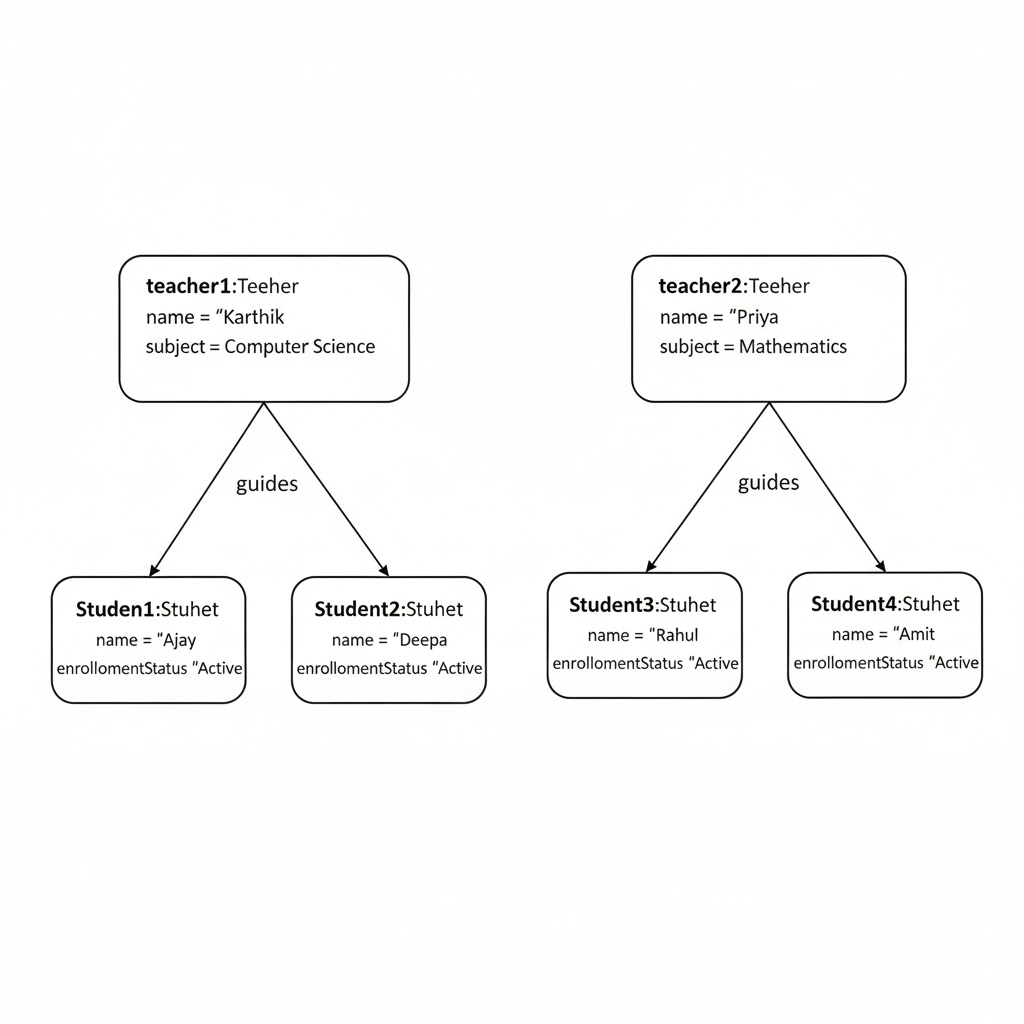 teacher1:Teeher
name = "Karthik
subject = Computer Science
teacher2:Teeher
name = "Priya
subject = Mathematics
guides
guides
Studen1:Stuhet
name = "Ajay
enrollomentStatus "Active
Student2:Stuhet
name = "Deepa
enrollomentStatus "Active
Student3:Stuhet
name = "Rahul
enrollomentStatus "Active
Student4:Stuhet
name = "Amit
enrollomentStatus "Active